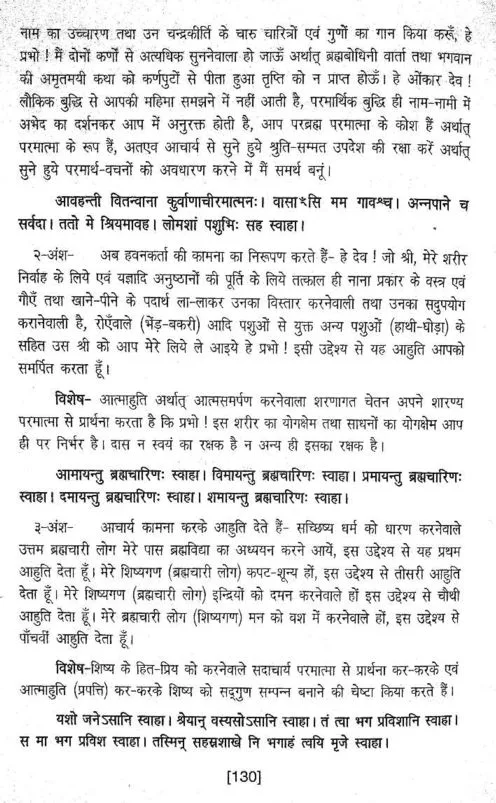 नाम का उच्चारण तथा उन चन्द्रकीर्ति के चारु चारित्रों एवं गुणों का गान किया करूँ, हे
प्रभो ! मैं दोनों कर्णों से अत्यधिक सुननेवाला हो जाऊँ अर्थात् ब्रह्मबोधिनी वार्ता तथा भगवान
की अमृतमयी कथा को कर्णपुटों से पीता हुआ तृप्ति को न प्राप्त होऊँ। हे ओंकार देव !
लौकिक बुद्धि से आपकी महिमा समझने में नहीं आती है, परमार्थिक बुद्धि ही नाम-नामी में
अभेद का दर्शनकर आप में अनुरक्त होती है, आप परब्रह्म परमात्मा के कोश हैं अर्थात्
परमात्मा के रूप हैं, अतएव आचार्य से सुने हुये श्रुति-सम्मत उपदेश की रक्षा करें अर्थात्
सुने हुये परमार्थ-वचनों को अवधारण करने में मैं समर्थ बनूं।
आवहन्ती वितन्वाना कुर्वाणाचीरमात्मनः। वासाꣳसि मम गावश्च। अन्नपाने च
सर्वदा। ततो मे श्रियमावह। लोमशां पशुभिः सह स्वाहा।
२-अंश- अब हवनकर्ता की कामना का निरूपण करते हैं- हे देव ! जो श्री, मेरे शरीर
निर्वाह के लिये एवं यज्ञादि अनुष्ठानों की पूर्ति के लिये तत्काल ही नाना प्रकार के वस्त्र एवं
गौएँ तथा खाने-पीने के पदार्थ ला-लाकर उनका विस्तार करनेवाली तथा उनका सदुपयोग
करानेवाली है, रोएँवाले (भेंड़-बकरी) आदि पशुओं से युक्त अन्य पशुओं (हाथी-घोड़ा) के
सहित उस श्री को आप मेरे लिये ले आइये हे प्रभो ! इसी उद्देश्य से यह आहुति आपको
समर्पित करता हूँ।
विशेष- आत्माहुति अर्थात् आत्मसमर्पण करनेवाला शरणागत चेतन अपने शारण्य
परमात्मा से प्रार्थना करता है कि प्रभो ! इस शरीर का योगक्षेम तथा साधनों का योगक्षेम आप
ही पर निर्भर है। दास न स्वयं का रक्षक है न अन्य ही इसका रक्षक है।
आमायन्तु ब्रह्मचारिणः स्वाहा। विमायन्तु ब्रह्मचारिणः स्वाहा। प्रमायन्तु ब्रह्मचारिणः
स्वाहा। दमायन्तु ब्रह्मचारिणः स्वाहा। शमायन्तु ब्रह्मचारिणः स्वाहा।
३-अंश- आचार्य कामना करके आहुति देते हैं- सच्छिष्य धर्म को धारण करनेवाले
उत्तम ब्रह्मचारी लोग मेरे पास ब्रह्मविद्या का अध्ययन करने आयें, इस उद्देश्य से यह प्रथम
आहुति देता हूँ। मेरे शिष्यगण (ब्रह्मचारी लोग) कपट-शून्य हों, इस उद्देश्य से तीसरी आहुति
देता हूँ। मेरे शिष्यगण (ब्रह्मचारी लोग) इन्द्रियों को दमन करनेवाले हों इस उद्देश्य से चौथी
आहुति देता हूँ। मेरे ब्रह्मचारी लोग (शिष्यगण) मन को वश में करनेवाले हों, इस उद्देश्य से
पाँचवीं आहुति देता हूँ।
विशेष-शिष्य के हित-प्रिय को करनेवाले सदाचार्य परमात्मा से प्रार्थना कर-करके एवं
आत्माहुति (प्रपत्ति) कर-करके शिष्य को सद्‌गुण सम्पन्न बनाने की चेष्टा किया करते हैं।
यशो जनेऽसानि स्वाहा। श्रेयान् वस्यसोऽसानि स्वाहा। तं त्वा भग प्रविशानि स्वाहा।
स मा भग प्रविश स्वाहा। तस्मिन् सहस्रशाखे नि भगाहं त्वयि मृजे स्वाहा।
[130]